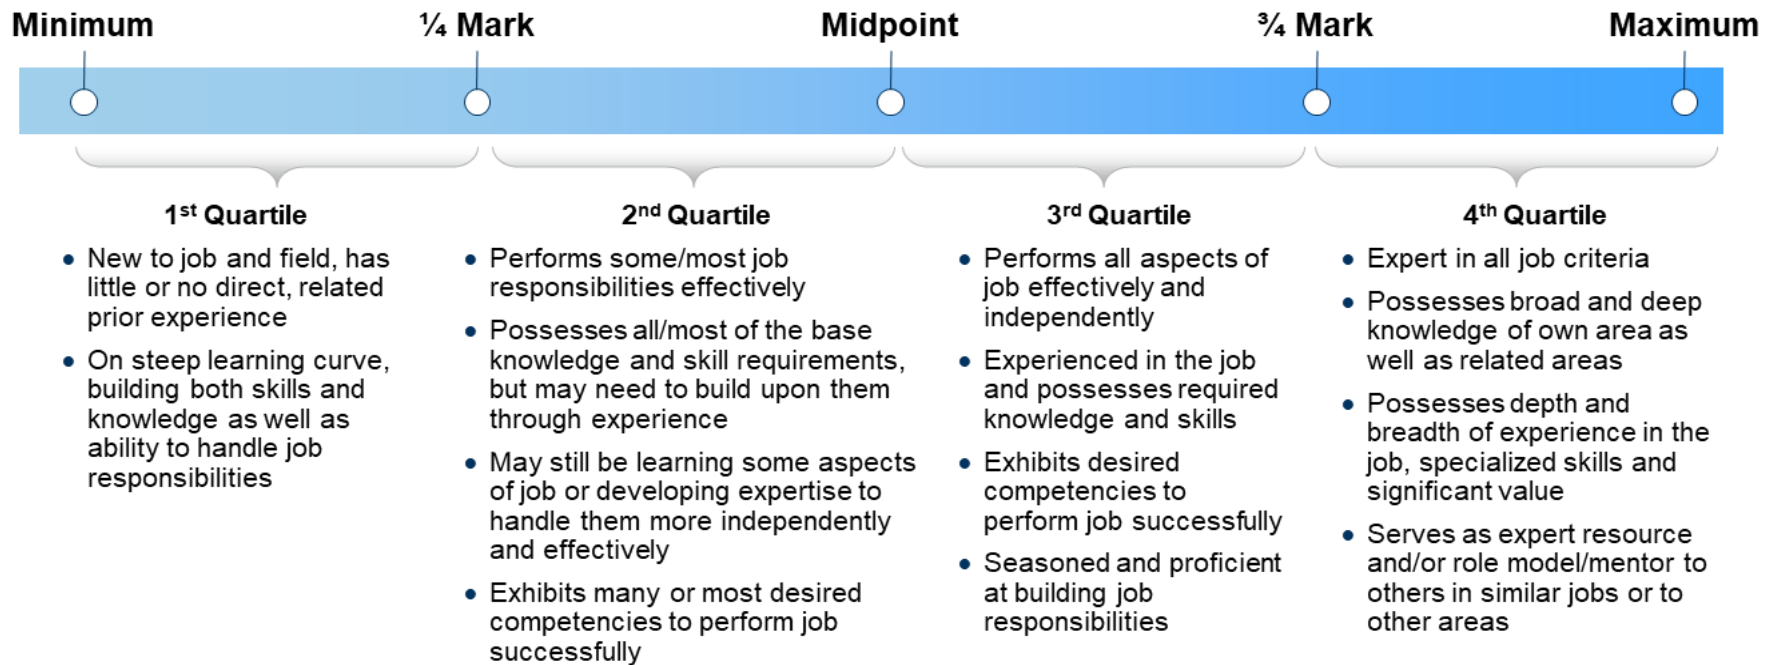 Minimum
¼ Mark
Midpoint
¾ Mark
Maximum
1st Quartile
• New to job and field, has
little or no direct, related
prior experience
• On steep learning curve,
building both skills and
knowledge as well as
ability to handle job
responsibilities
2nd Quartile
• Performs some/most job
responsibilities effectively
• Possesses all/most of the base
knowledge and skill requirements,
but may need to build upon them
through experience
• May still be learning some aspects
of job or developing expertise to
handle them more independently
and effectively
• Exhibits many or most desired
competencies to perform job
successfully
3rd Quartile
• Performs all aspects of
job effectively and
independently
• Experienced in the job
and possesses required
knowledge and skills
• Exhibits desired
competencies to
perform job successfully
• Seasoned and proficient
at building job
responsibilities
4th Quartile
• Expert in all job criteria
• Possesses broad and deep
knowledge of own area as
well as related areas
• Possesses depth and
breadth of experience in the
job, specialized skills and
significant value
• Serves as expert resource
and/or role model/mentor to
others in similar jobs or to
other areas